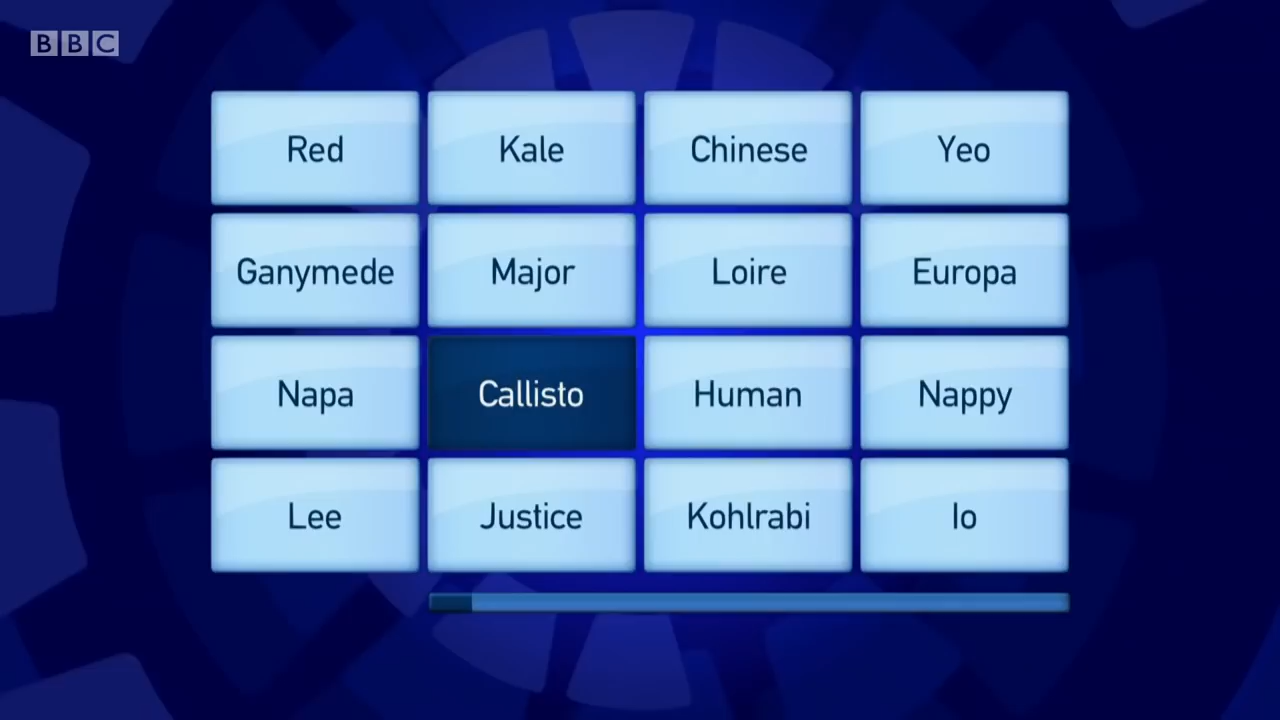 BBC
Red
Kale
Chinese
Yeo
Ganymede
Major
Loire
Europa
Napa
Callisto
Human
Nappy
Lee
Justice
Kohlrabi
Io